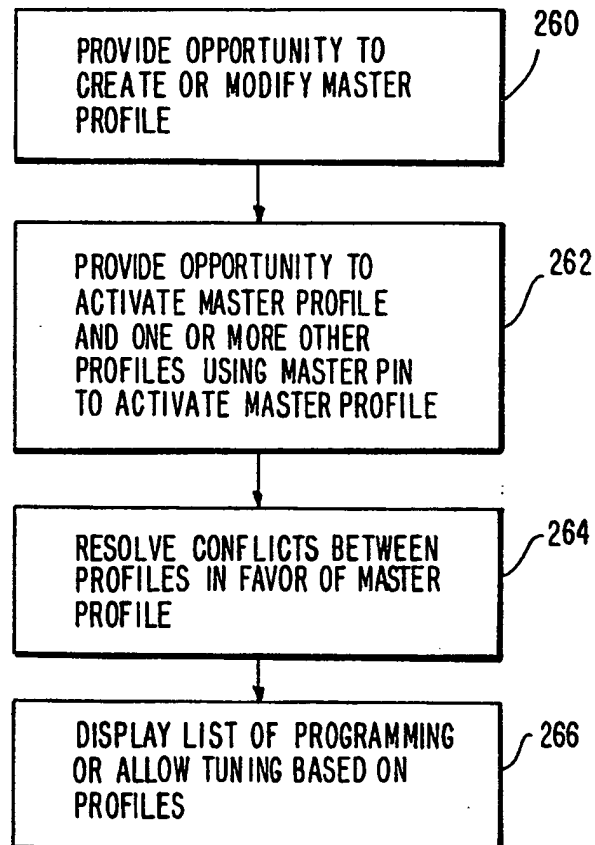 PROVIDE OPPORTUNITY TO
CREATE OR MODIFY MASTER
PROFILE
260
PROVIDE OPPORTUNITY TO
ACTIVATE MASTER PROFILE
AND ONE OR MORE OTHER
PROFILES USING MASTER PIN
TO ACTIVATE MASTER PROFILE
262
RESOLVE CONFLICTS BETWEEN
PROFILES IN FAVOR OF MASTER
PROFILE
264
DISPLAY LIST OF PROGRAMMING
OR ALLOW TUNING BASED ON
PROFILES
266